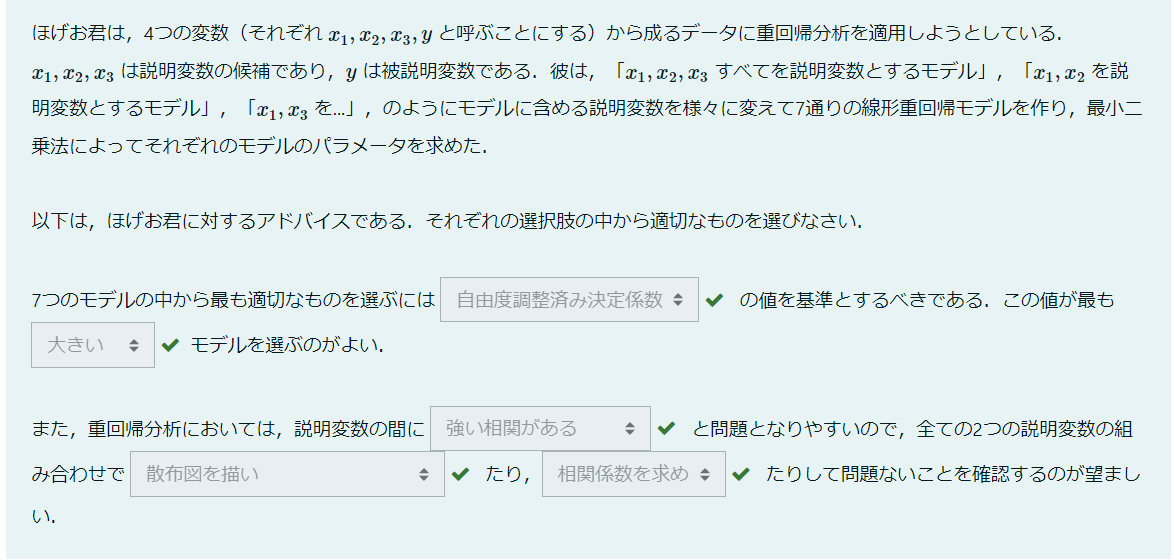 ほげお君は，4つの変数（それぞれ x1, x2, x3, y と呼ぶことにする）から成るデータに重回帰分析を適用しようとしている．
x1, x2, x3 は説明変数の候補であり，y は被説明変数である．彼は，「x1, x2, x3 すべてを説明変数とするモデル」，「x1, x2 を説
明変数とするモデル」，「x1, x3 を...」，のようにモデルに含める説明変数を様々に変えて7通りの線形重回帰モデルを作り，最小二
乗法によってそれぞれのモデルのパラメータを求めた．
以下は，ほげお君に対するアドバイスである．それぞれの選択肢の中から適切なものを選びなさい．
7つのモデルの中から最も適切なものを選ぶには 自由度調整済み決定係数 の値を基準とするべきである．この値が最も
大きい モデルを選ぶのがよい．
また，重回帰分析においては，説明変数の間に 強い相関がある と問題となりやすいので，全ての2つの説明変数の組
み合わせで 散布図を描い たり， 相関係数を求め たりして問題ないことを確認するのが望まし
い．